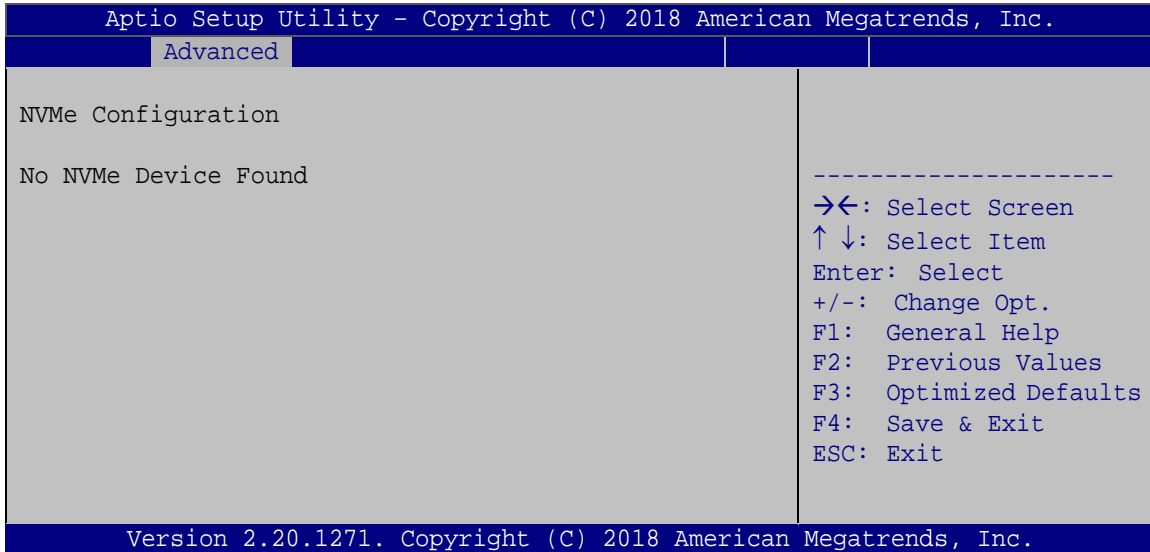 Aptio Setup Utility – Copyright (C) 2018 American Megatrends, Inc.
Advanced
NVMe Configuration
No NVMe Device Found
---------------------
→←: Select Screen
↑ ↓: Select Item
Enter: Select
+/-: Change Opt.
F1: General Help
F2: Previous Values
F3: Optimized Defaults
F4: Save & Exit
ESC: Exit
Version 2.20.1271. Copyright (C) 2018 American Megatrends, Inc.